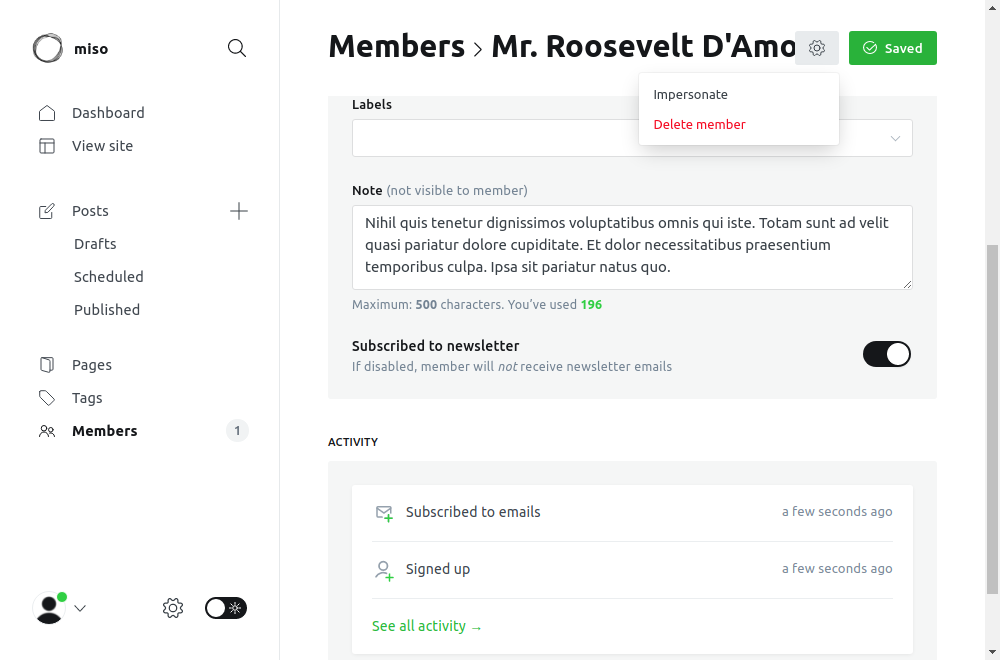 miso
Dashboard
View site
Posts
Drafts
Scheduled
Published
Pages
Tags
Members
1
Members > Mr. Roosevelt D'Amo
Saved
Impersonate
Delete member
Labels
Note (not visible to member)
Nihil quis tenetur dignissimos voluptatibus omnis qui iste. Totam sunt ad velit
quasi pariatur dolore cupiditate. Et dolor necessitatibus praesentium
temporibus culpa. Ipsa sit pariatur natus quo.
Maximum: 500 characters. You've used 196
Subscribed to newsletter
If disabled, member will not receive newsletter emails
ACTIVITY
Subscribed to emails
a few seconds ago
Signed up
a few seconds ago
See all activity →